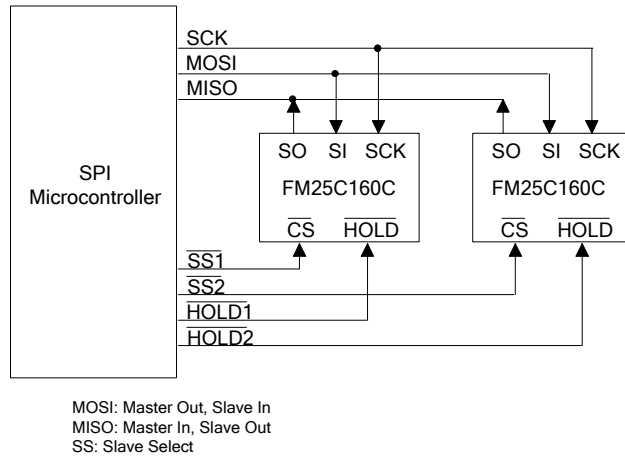 SCK
MOSI
MISO
SO SI SCK
FM25C160C
CS HOLD
SO SI SCK
FM25C160C
CS HOLD
SPI
Microcontroller
SS1
SS2
HOLD1
HOLD2
MOSI: Master Out, Slave In
MISO: Master In, Slave Out
SS: Slave Select